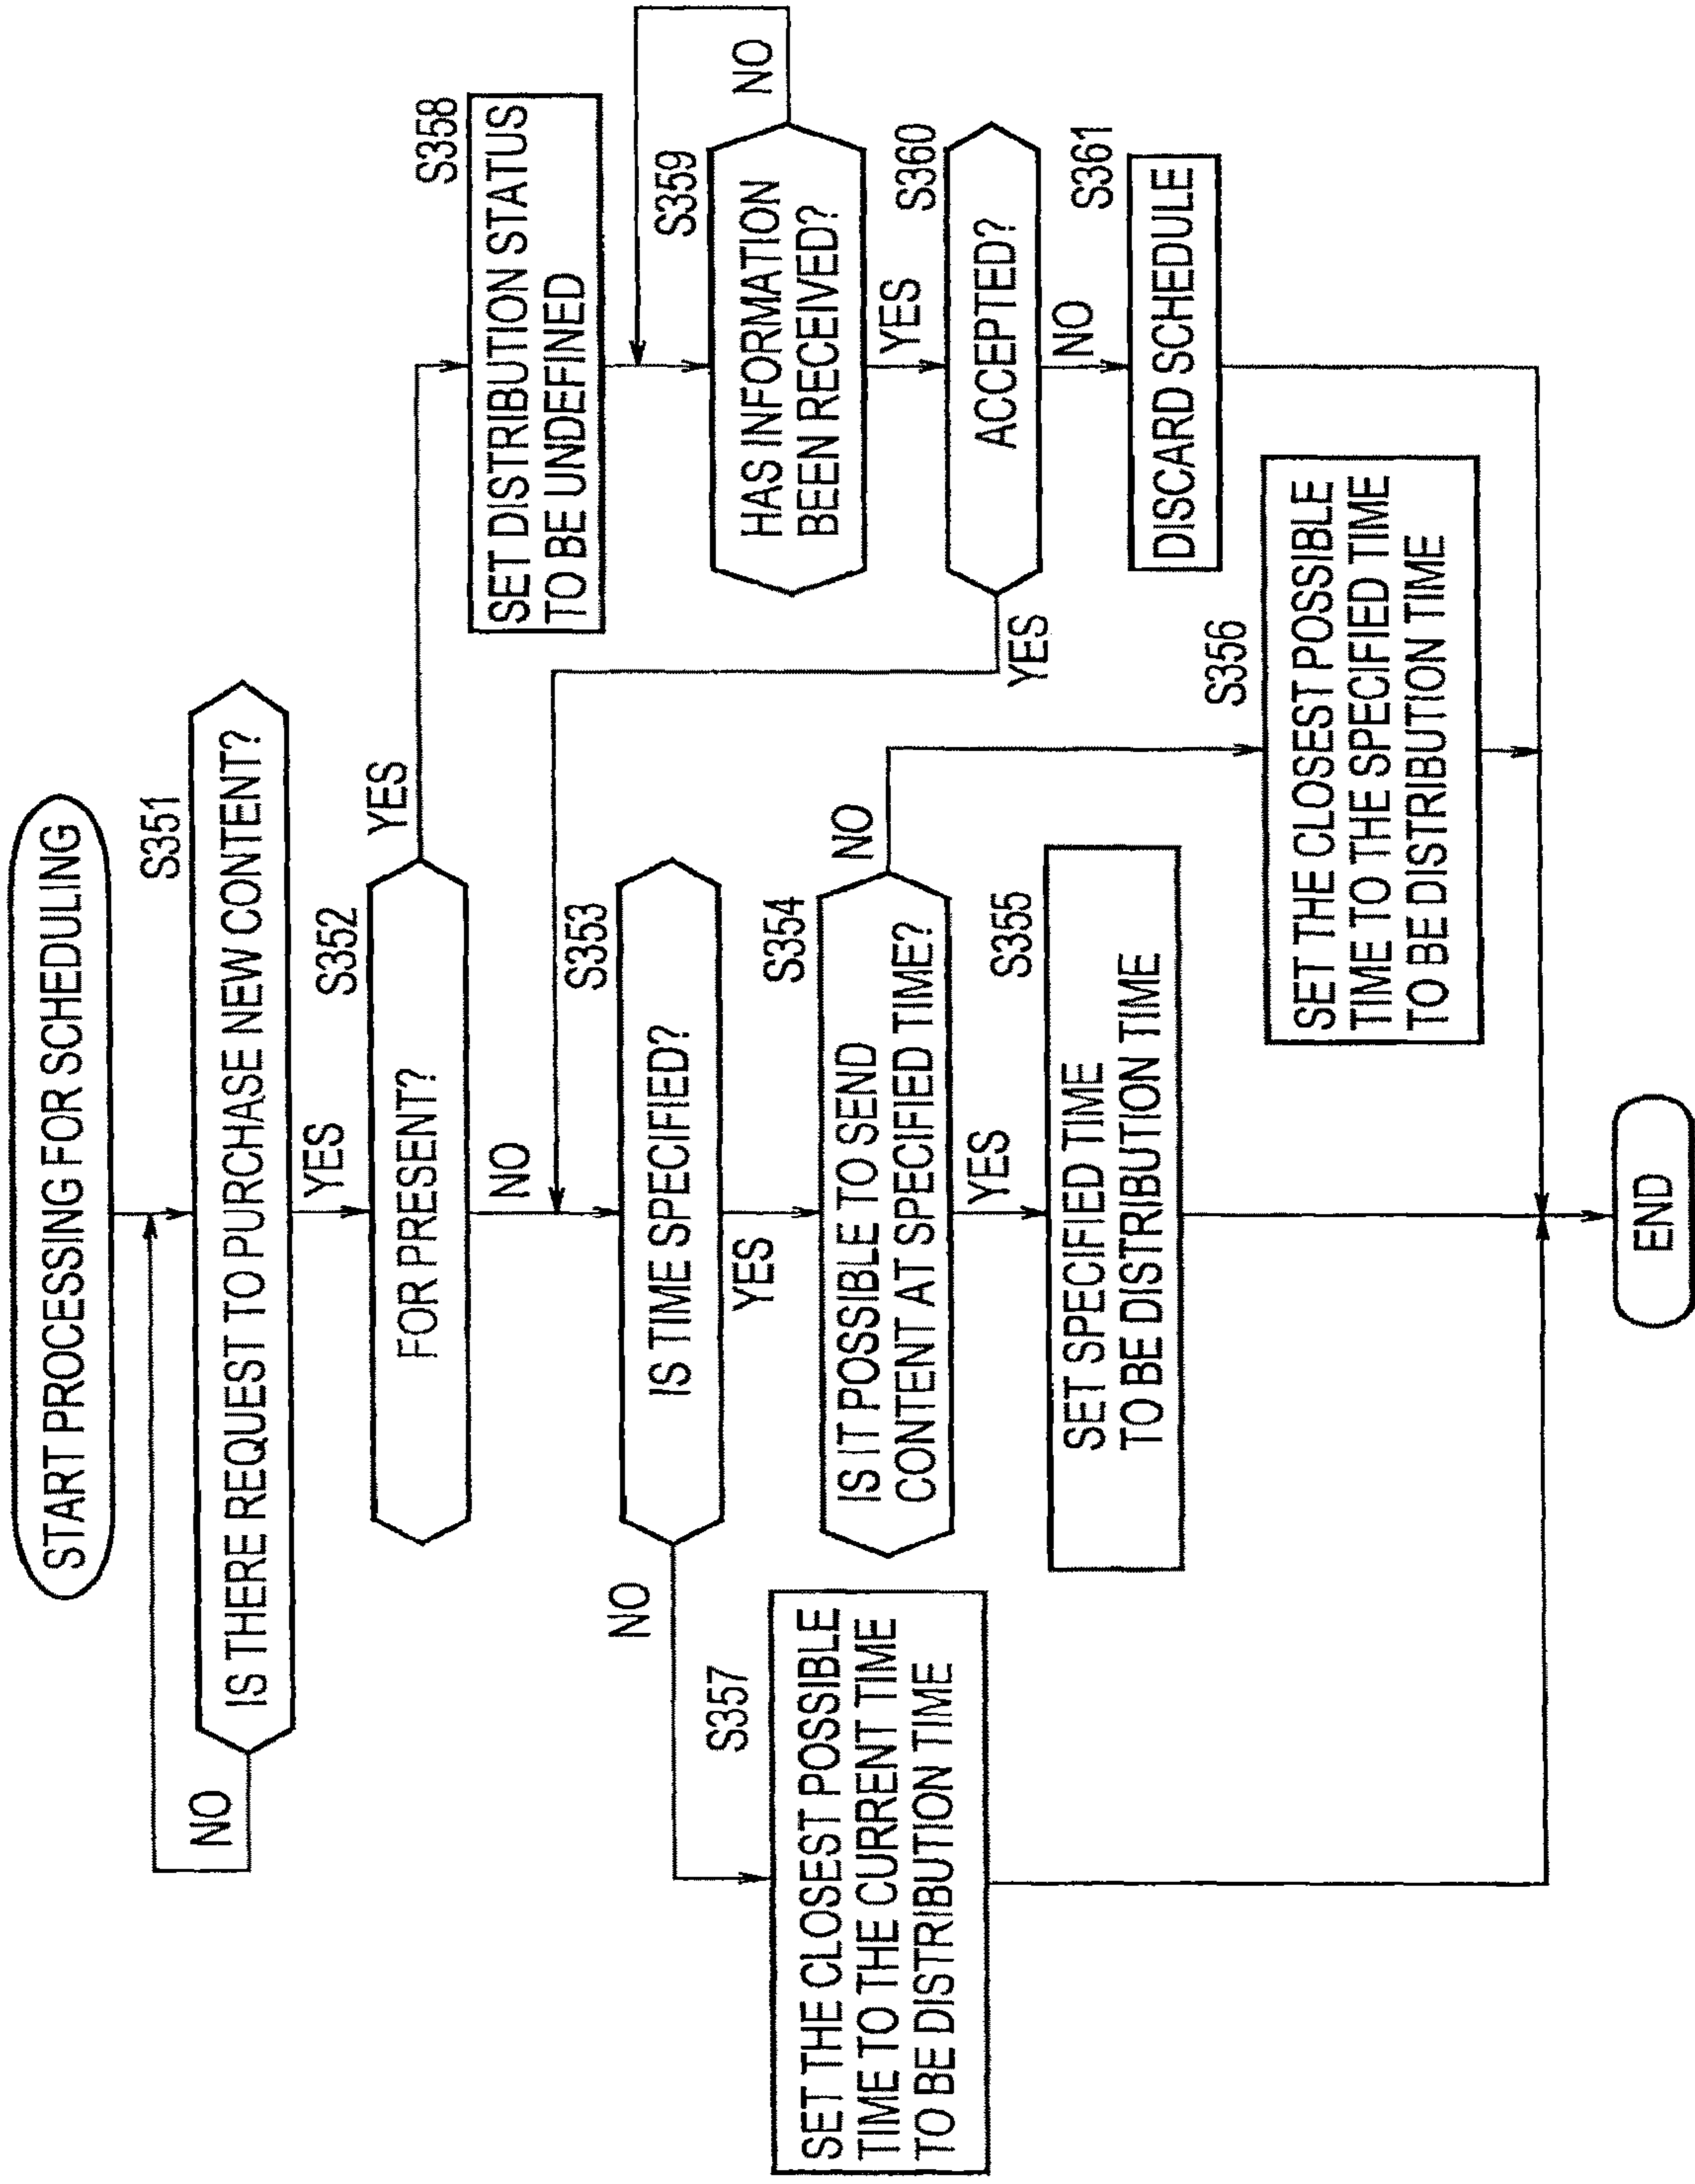 START PROCESSING FOR SCHEDULING
S351
IS THERE REQUEST TO PURCHASE NEW CONTENT?
NO
YES
S352
FOR PRESENT?
YES
NO
S353
IS TIME SPECIFIED?
NO
YES
S354
IS IT POSSIBLE TO SEND
CONTENT AT SPECIFIED TIME?
NO
YES
S355
SET SPECIFIED TIME
TO BE DISTRIBUTION TIME
S357
SET THE CLOSEST POSSIBLE
TIME TO THE CURRENT TIME
TO BE DISTRIBUTION TIME
S358
SET DISTRIBUTION STATUS
TO BE UNDEFINED
S359
HAS INFORMATION
BEEN RECEIVED?
NO
YES
S360
ACCEPTED?
YES
NO
S361
DISCARD SCHEDULE
S356
SET THE CLOSEST POSSIBLE
TIME TO THE SPECIFIED TIME
TO BE DISTRIBUTION TIME
END